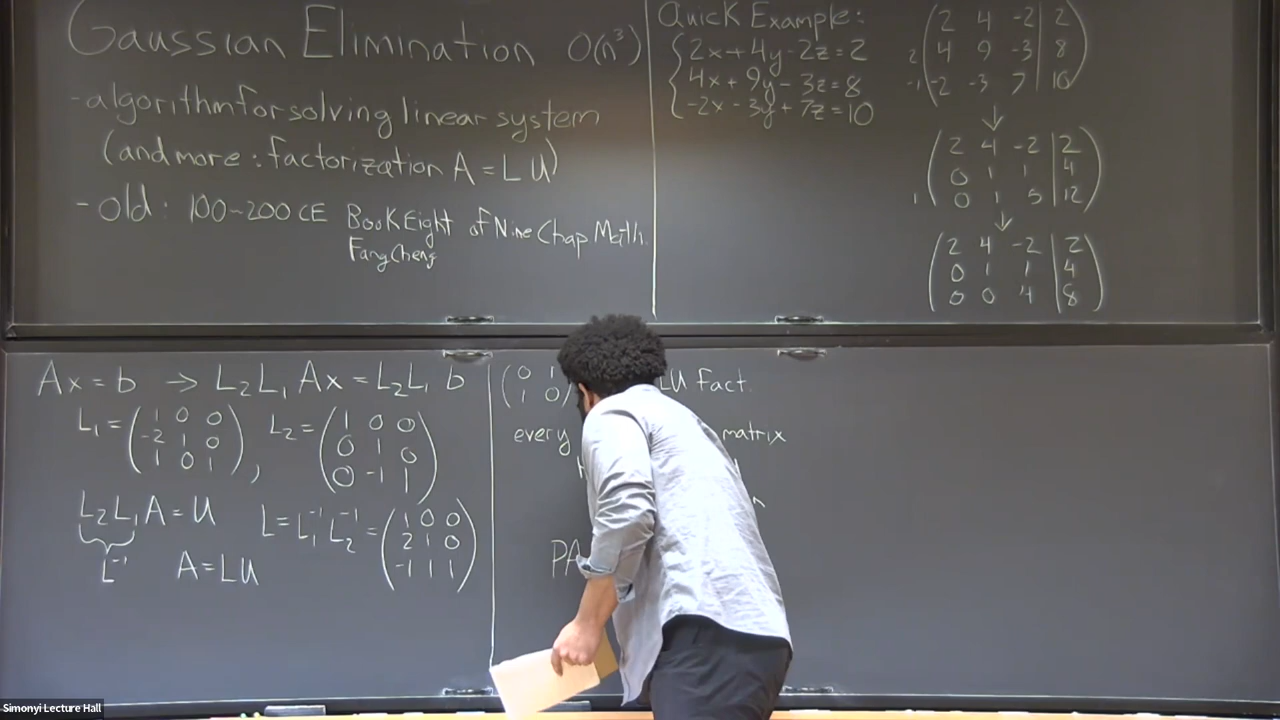 Gaussian Elimination O(n³)
-algorithm for solving linear system
(and more: factorization A = LU)
-old: 100-200 CE Book Eight of Nine Chap Math.
Fangcheng
Quick Example:
2x+4y-2z=2
4x+9y-3z=8
-2x-3y+7z=10
2 4 -2 | 2
2 4 9 -3 | 8
-1 -2 -3 7 | 10
↓
2 4 -2 | 2
0 1 1 | 4
1 0 1 5 | 12
↓
2 4 -2 | 2
0 1 1 | 4
0 0 4 | 8
Ax = b → L₂L₁Ax = L₂L₁b
L₁ = (1 0 0
-2 1 0
1 0 1),
L₂ = (1 0 0
0 1 0
0 -1 1)
L₂L₁A = U
L⁻¹
A = LU
L = L₁⁻¹L₂⁻¹ = (1 0 0
2 1 0
-1 1 1)
(0 1
1 0)
LU fact.
every matrix
PA
Simonyi Lecture Hall